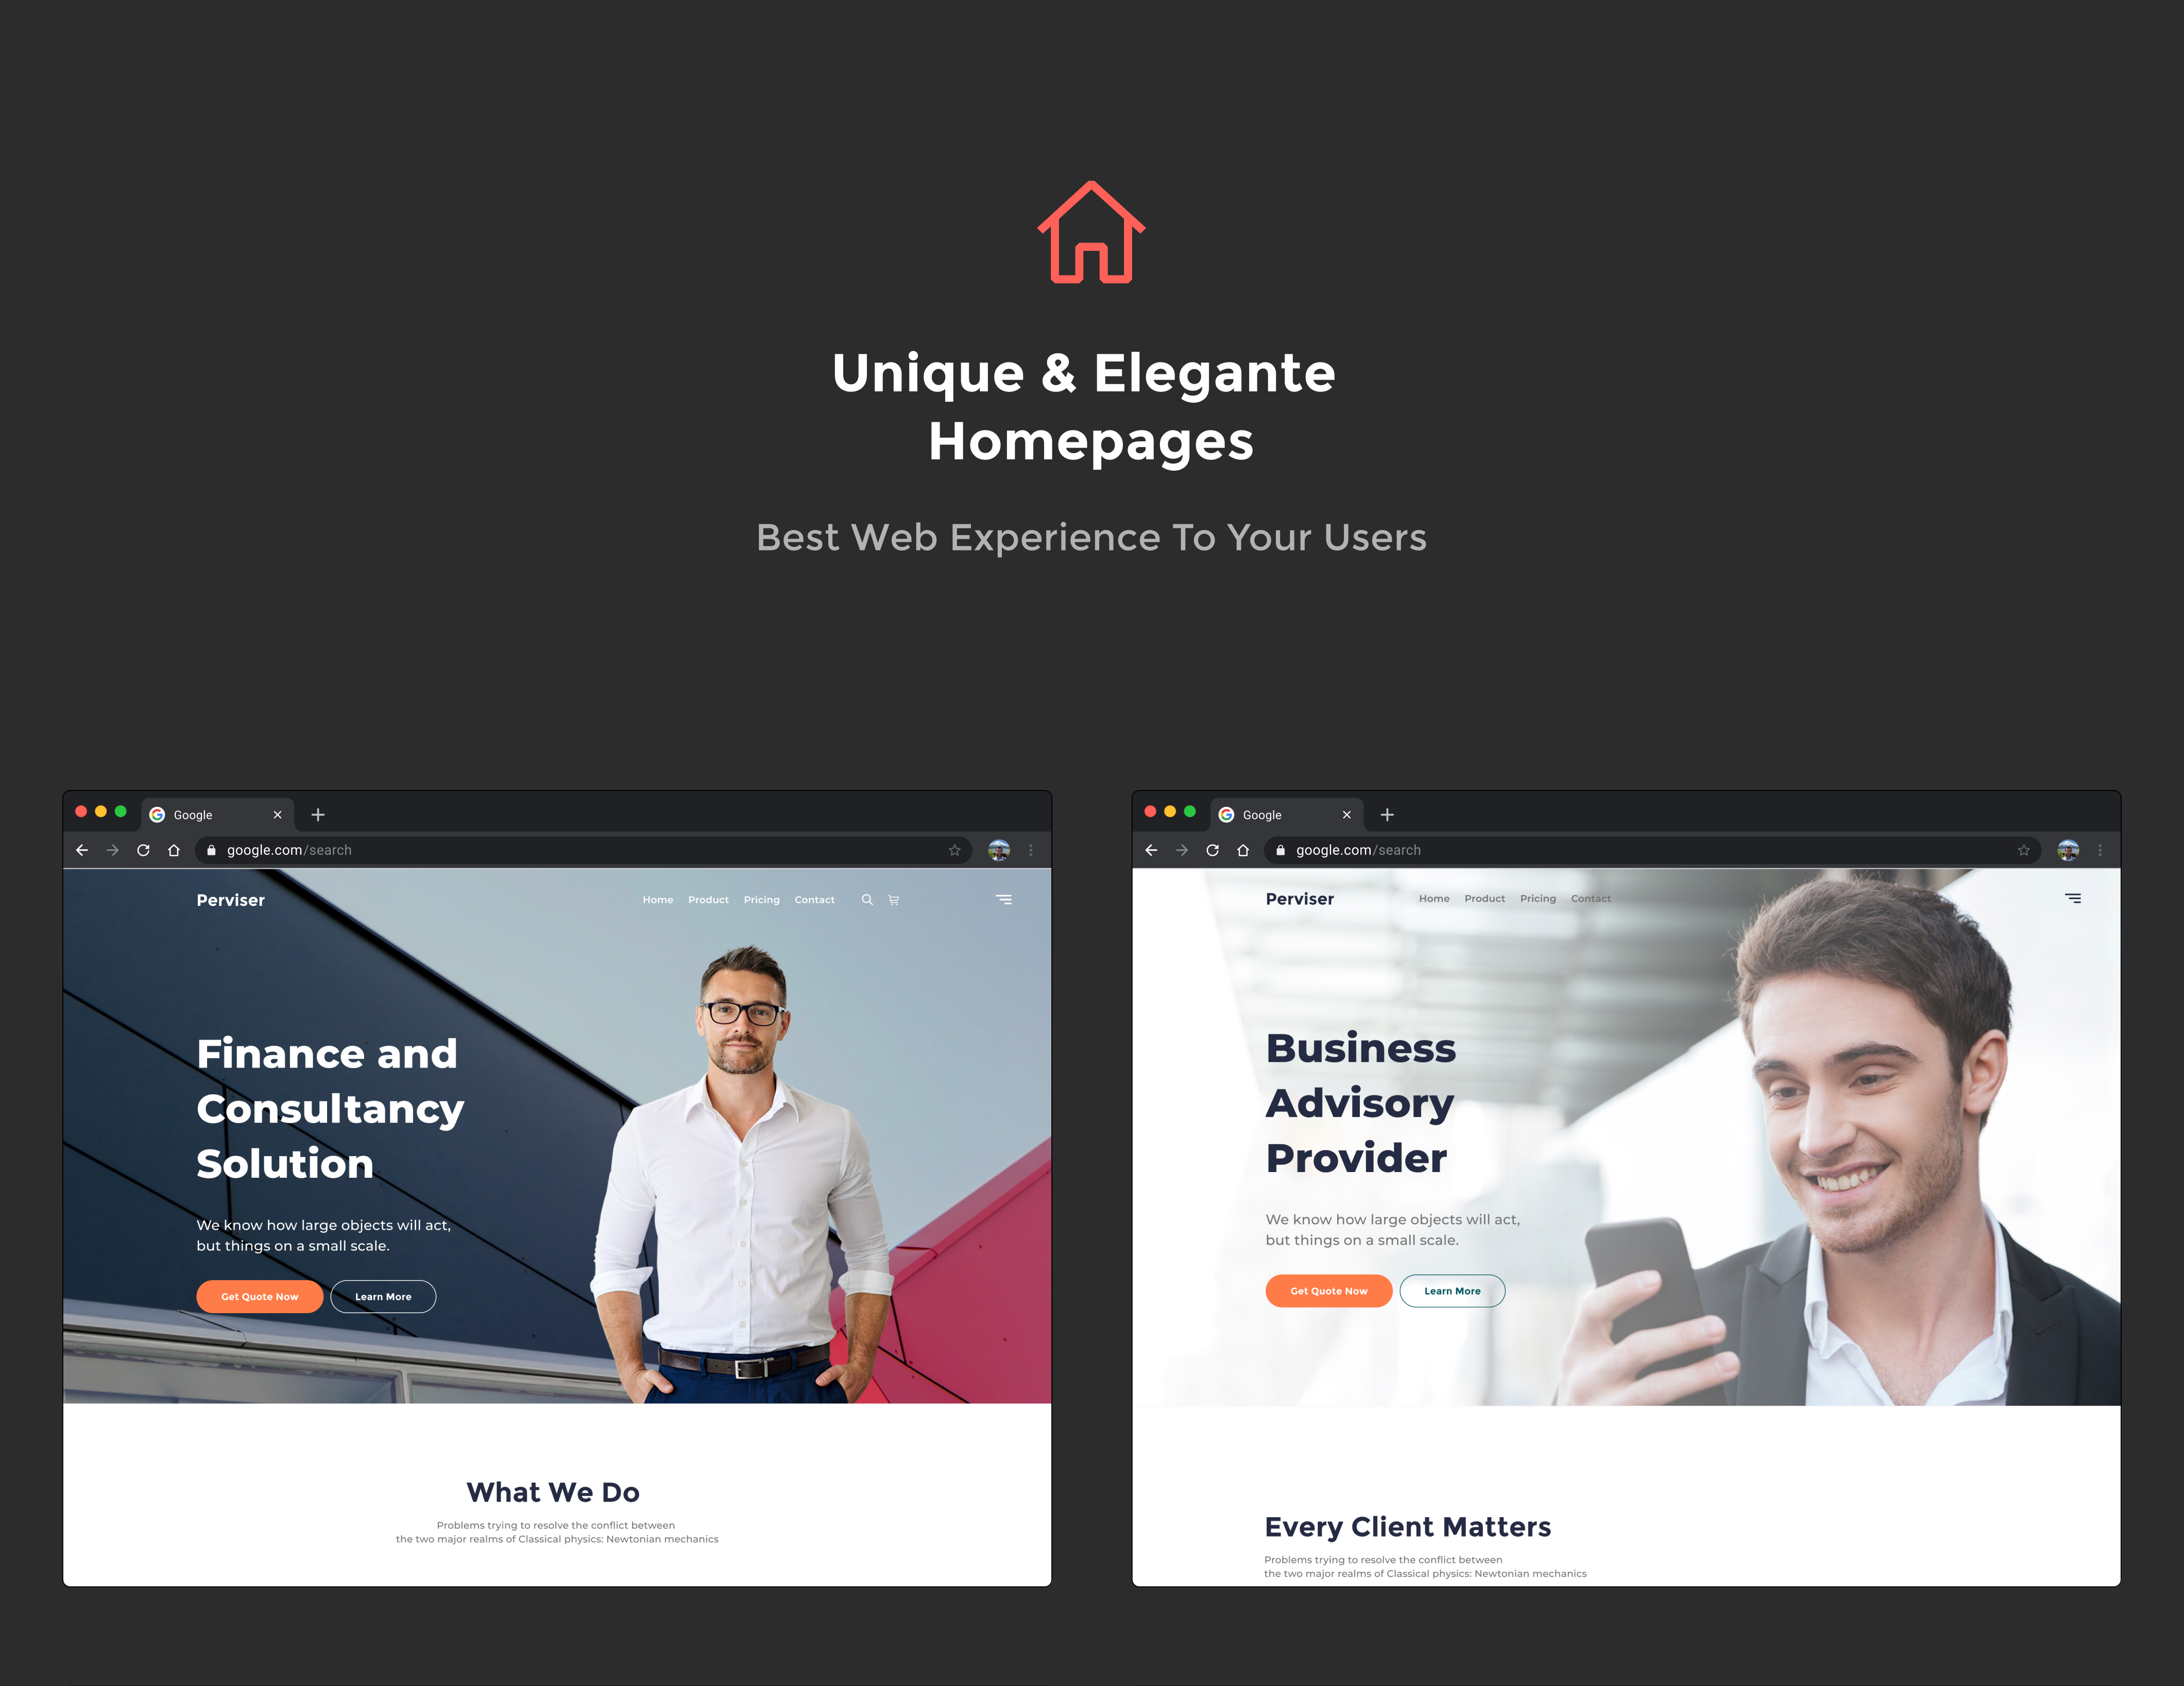 Unique & Elegante
Homepages
Best Web Experience To Your Users
Google
google.com/search
Perviser
Home Product Pricing Contact
Finance and
Consultancy
Solution
We know how large objects will act,
but things on a small scale.
Get Quote Now Learn More
What We Do
Problems trying to resolve the conflict between
the two major realms of Classical physics: Newtonian mechanics
Google
google.com/search
Perviser
Home Product Pricing Contact
Business
Advisory
Provider
We know how large objects will act,
but things on a small scale.
Get Quote Now Learn More
Every Client Matters
Problems trying to resolve the conflict between
the two major realms of Classical physics: Newtonian mechanics